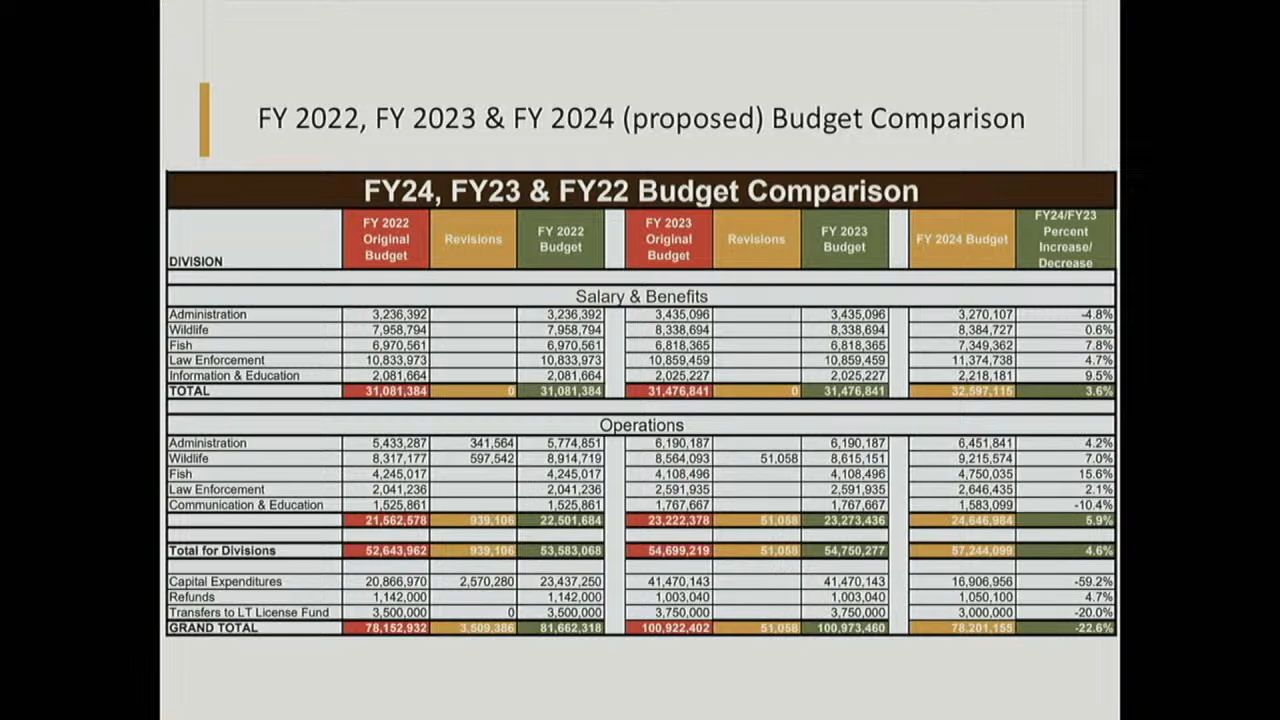 FY 2022, FY 2023 & FY 2024 (proposed) Budget Comparison
FY24, FY23 & FY22 Budget Comparison
DIVISION FY 2022 Original Budget Revisions FY 2022 Budget FY 2023 Original Budget Revisions FY 2023 Budget FY 2024 Budget FY24/FY23 Percent Increase/ Decrease
Salary & Benefits
Administration 3,236,392 3,236,392 3,435,096 3,435,096 3,270,107 -4.8%
Wildlife 7,958,794 7,958,794 8,338,694 8,338,694 8,384,727 0.6%
Fish 6,970,561 6,970,561 6,818,365 6,818,365 7,349,362 7.8%
Law Enforcement 10,833,973 10,833,973 10,859,459 10,859,459 11,374,738 4.7%
Information & Education 2,081,664 2,081,664 2,025,227 2,025,227 2,218,181 9.5%
TOTAL 31,081,384 0 31,081,384 31,476,841 0 31,476,841 32,597,115 3.6%
Operations
Administration 5,433,287 341,564 5,774,851 6,190,187 6,190,187 6,451,841 4.2%
Wildlife 8,317,177 597,542 8,914,719 8,564,093 51,058 8,615,151 9,215,574 7.0%
Fish 4,245,017 4,245,017 4,108,496 4,108,496 4,750,035 15.6%
Law Enforcement 2,041,236 2,041,236 2,591,935 2,591,935 2,646,435 2.1%
Communication & Education 1,525,861 1,525,861 1,767,667 1,767,667 1,583,099 -10.4%
21,562,578 939,106 22,501,684 23,222,378 51,058 23,273,436 24,646,984 5.9%
Total for Divisions 52,643,962 939,106 53,583,068 54,699,219 51,058 54,750,277 57,244,099 4.6%
Capital Expenditures 20,866,970 2,570,280 23,437,250 41,470,143 41,470,143 16,906,956 -59.2%
Refunds 1,142,000 1,142,000 1,003,040 1,003,040 1,050,100 4.7%
Transfers to LT License Fund 3,500,000 0 3,500,000 3,750,000 3,750,000 3,000,000 -20.0%
GRAND TOTAL 78,152,932 3,509,386 81,662,318 100,922,402 51,058 100,973,460 78,201,155 -22.6%